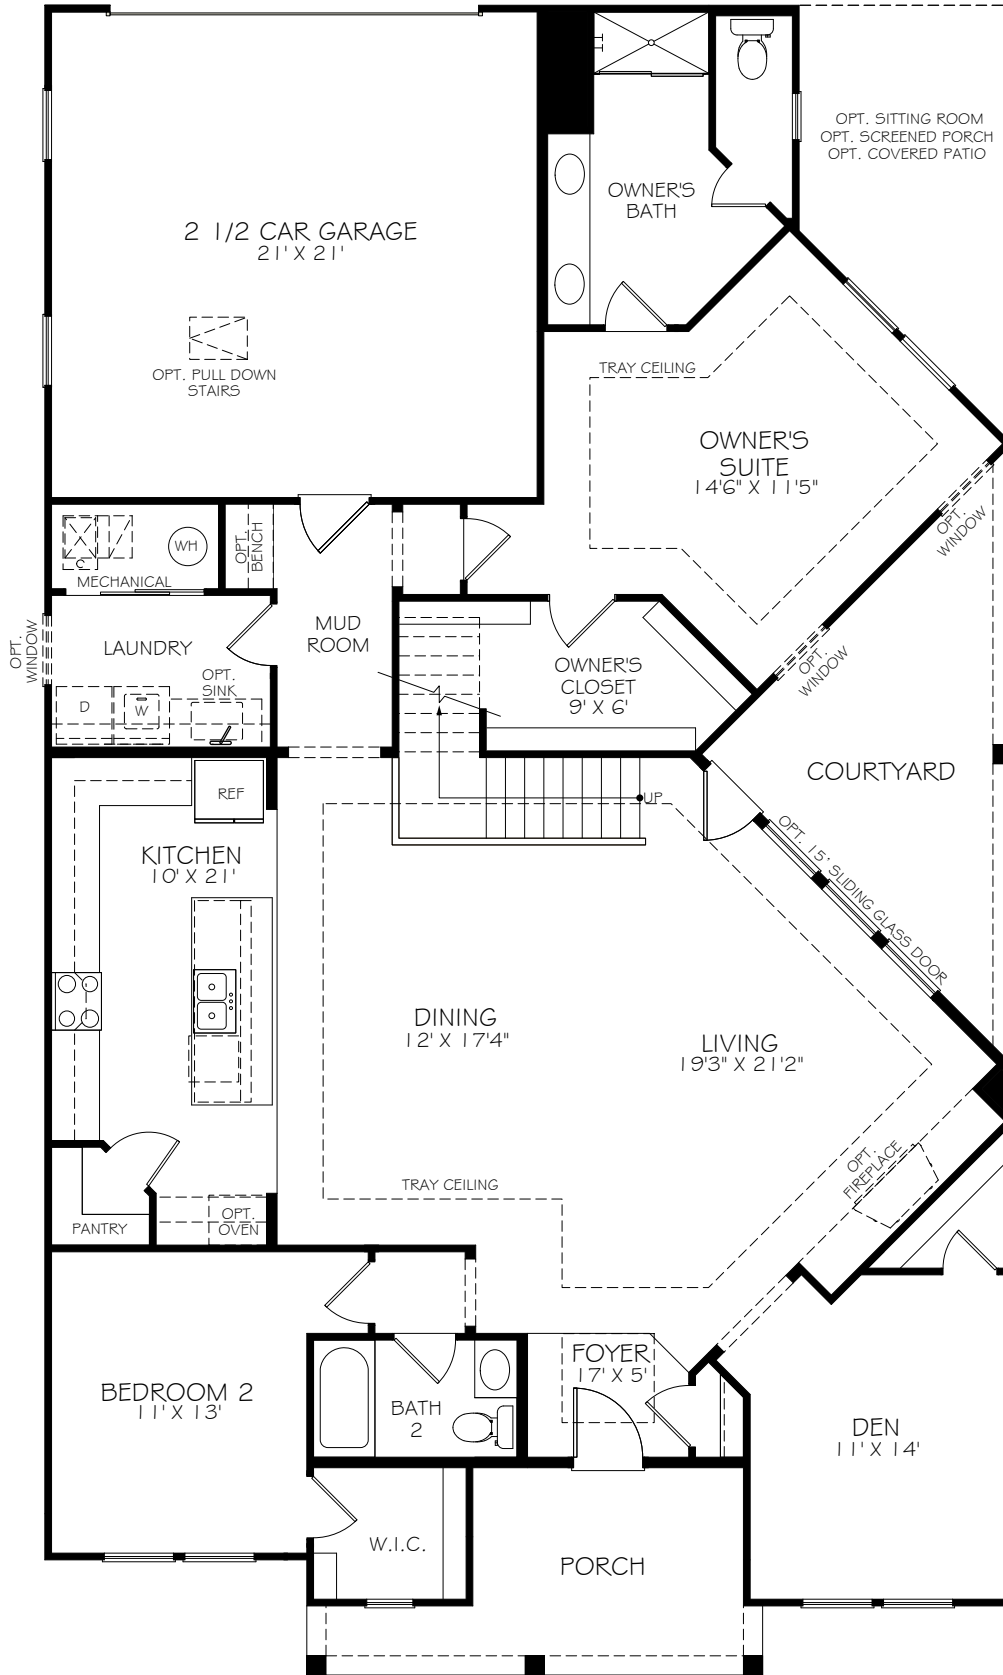 OPT. SITTING ROOM
OPT. SCREENED PORCH
OPT. COVERED PATIO
OWNER'S
BATH
2 1/2 CAR GARAGE
21' X 21'
OPT. PULL DOWN
STAIRS
TRAY CEILING
OWNER'S
SUITE
14'6" X 11'5"
OPT.
WINDOW
OPT.
BENCH
WH
MECHANICAL
OPT.
WINDOW
LAUNDRY
MUD
ROOM
OPT.
SINK
D
W
OWNER'S
CLOSET
9' X 6'
OPT.
WINDOW
COURTYARD
REF
UP
KITCHEN
10' X 21'
OPT. 15' SLIDING GLASS DOOR
DINING
12' X 17'4"
LIVING
19'3" X 21'2"
OPT.
FIREPLACE
TRAY CEILING
PANTRY
OPT.
OVEN
FOYER
17' X 5'
BEDROOM 2
11' X 13'
BATH
2
DEN
11' X 14'
W.I.C.
PORCH